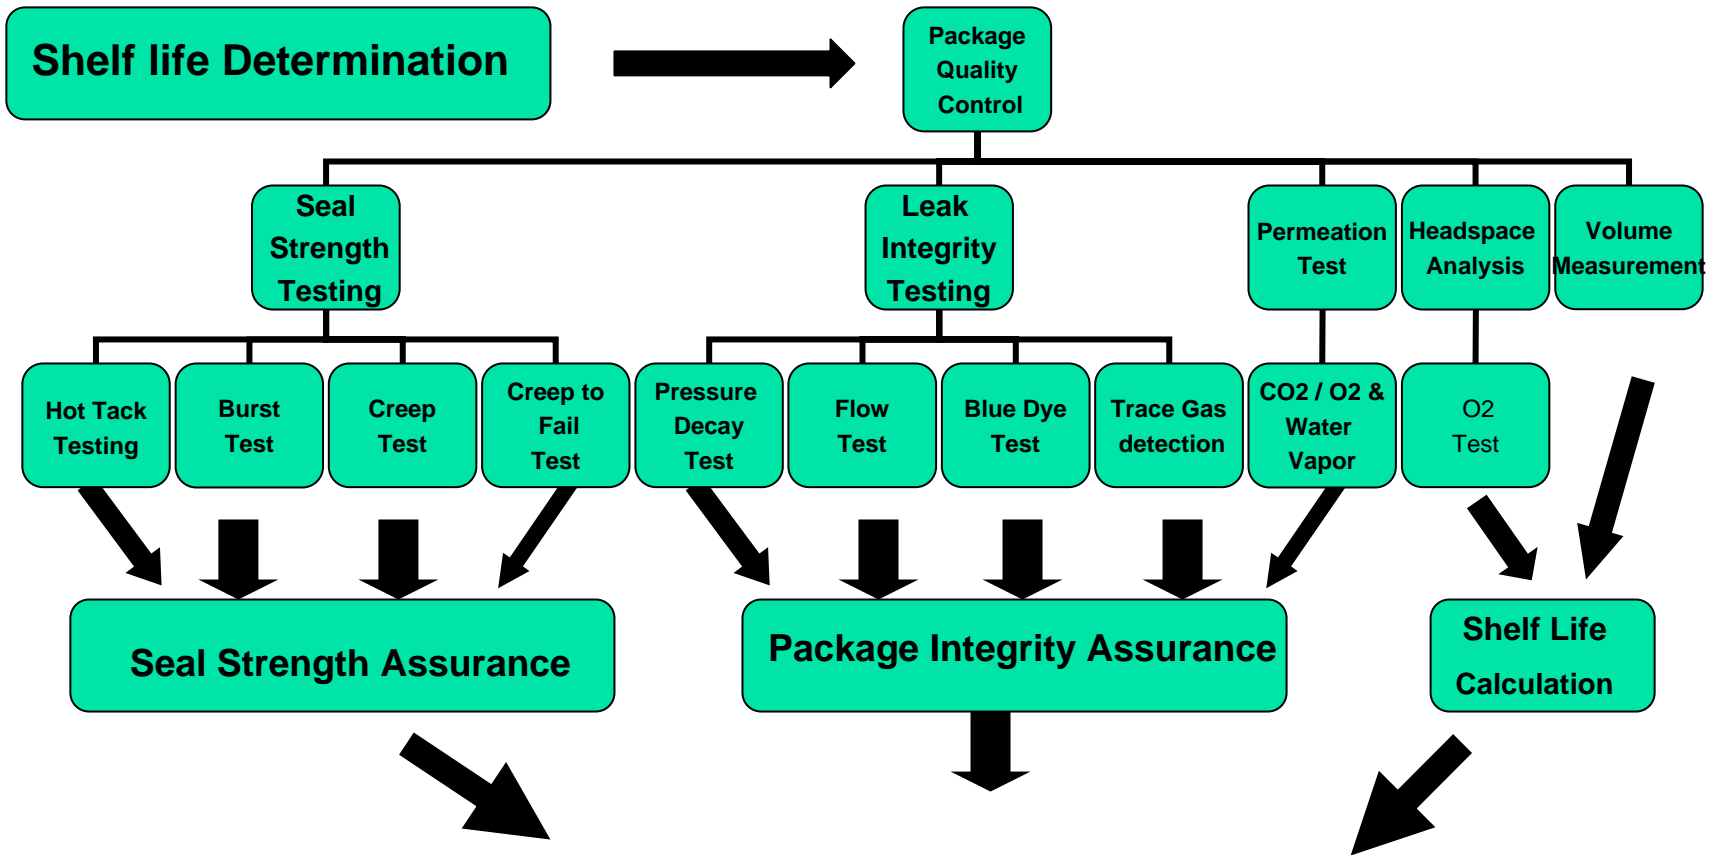 Shelf life Determination
Package
Quality
Control
Seal
Strength
Testing
Leak
Integrity
Testing
Permeation
Test
Headspace
Analysis
Volume
Measurement
Hot Tack
Testing
Burst
Test
Creep
Test
Creep to
Fail
Test
Pressure
Decay
Test
Flow
Test
Blue Dye
Test
Trace Gas
detection
CO2 / O2 &
Water
Vapor
O2
Test
Seal Strength Assurance
Package Integrity Assurance
Shelf Life
Calculation